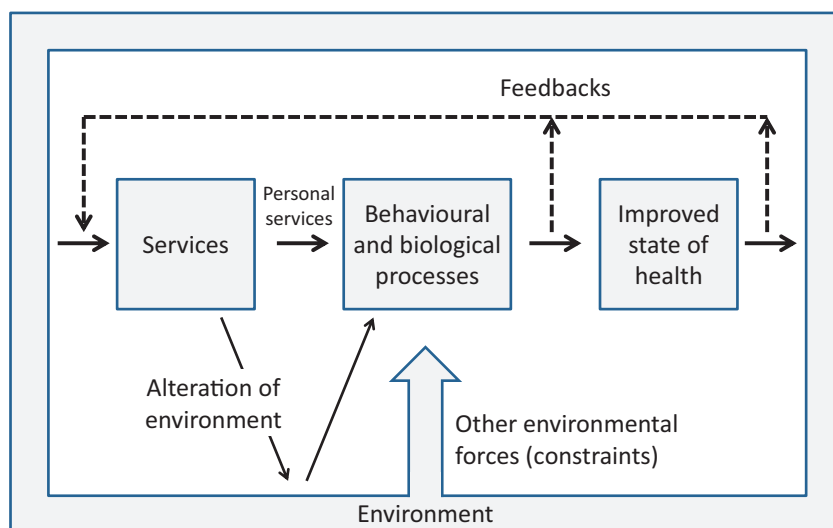 Feedbacks
Personal
services
Services
Behavioural
and biological
processes
Improved
state of
health
Alteration of
environment
Other environmental
forces (constraints)
Environment